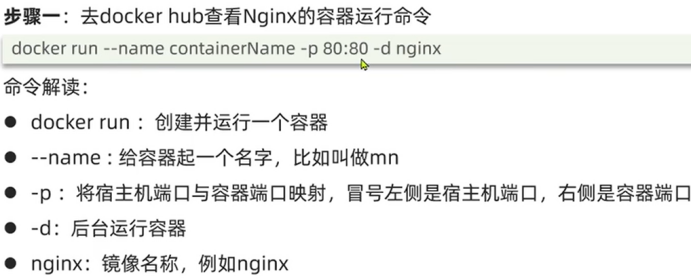 步骤一：去docker hub查看Nginx的容器运行命令
docker run --name containerName -p 80:80 -d nginx
命令解读：
● docker run ：创建并运行一个容器
● --name : 给容器起一个名字，比如叫做mn
● -p ：将宿主机端口与容器端口映射，冒号左侧是宿主机端口，右侧是容器端口
● -d：后台运行容器
● nginx：镜像名称，例如nginx